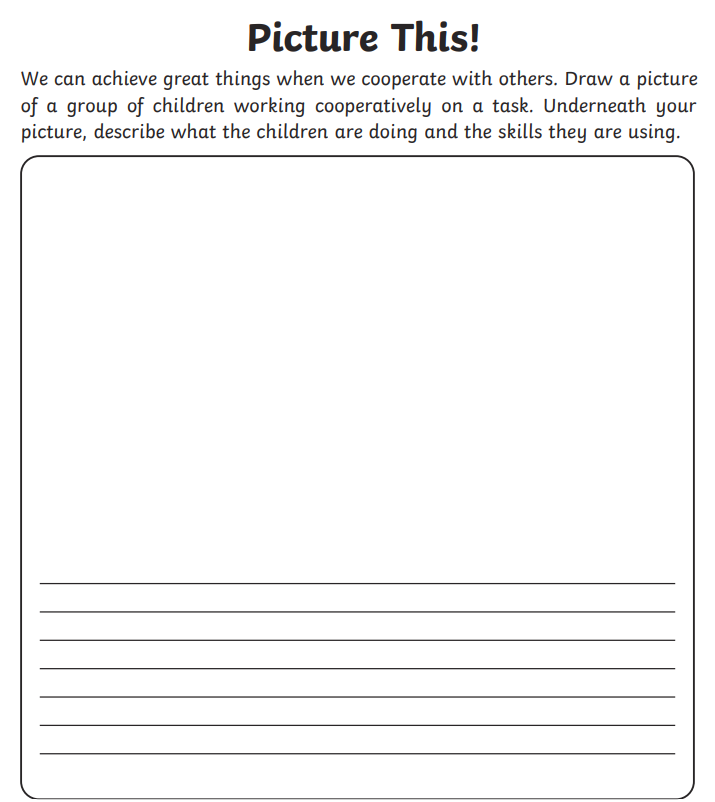 Picture This!
We can achieve great things when we cooperate with others. Draw a picture
of a group of children working cooperatively on a task. Underneath your
picture, describe what the children are doing and the skills they are using.